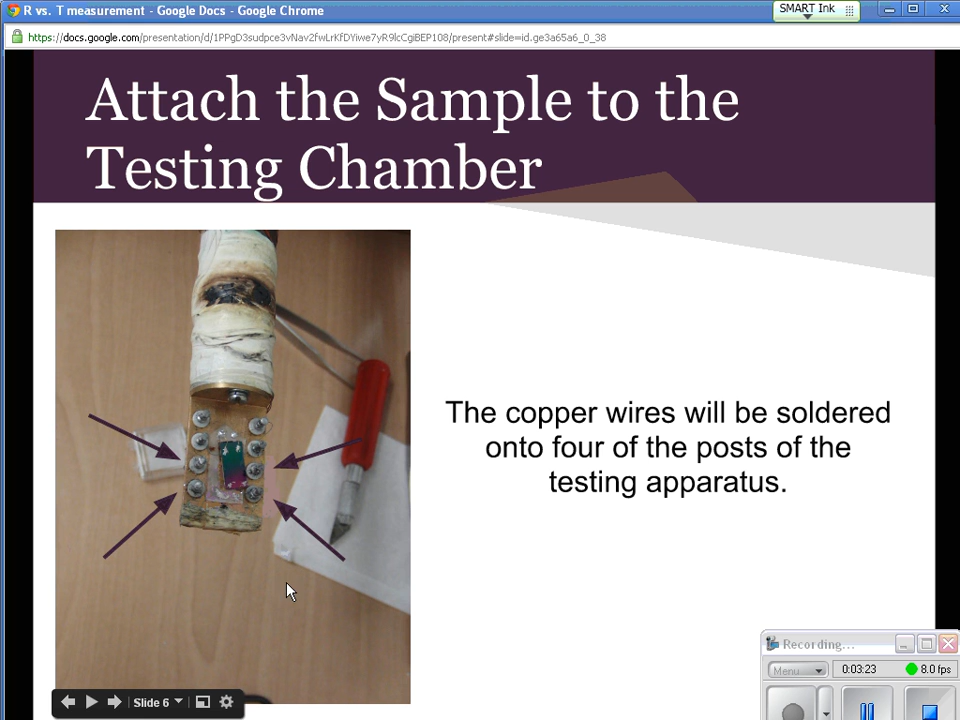 R vs. T measurement - Google Docs - Google Chrome
SMART Ink
https://docs.google.com/presentation/d/1PPgD3sudpce3vNav2fwLrKfDYiwe7yR9lcCgiBEP108/present#slide=id.ge3a65a6_0_38
Attach the Sample to the
Testing Chamber
The copper wires will be soldered
onto four of the posts of the
testing apparatus.
Recording...
Menu
0:03:23
8.0 fps
Slide 6